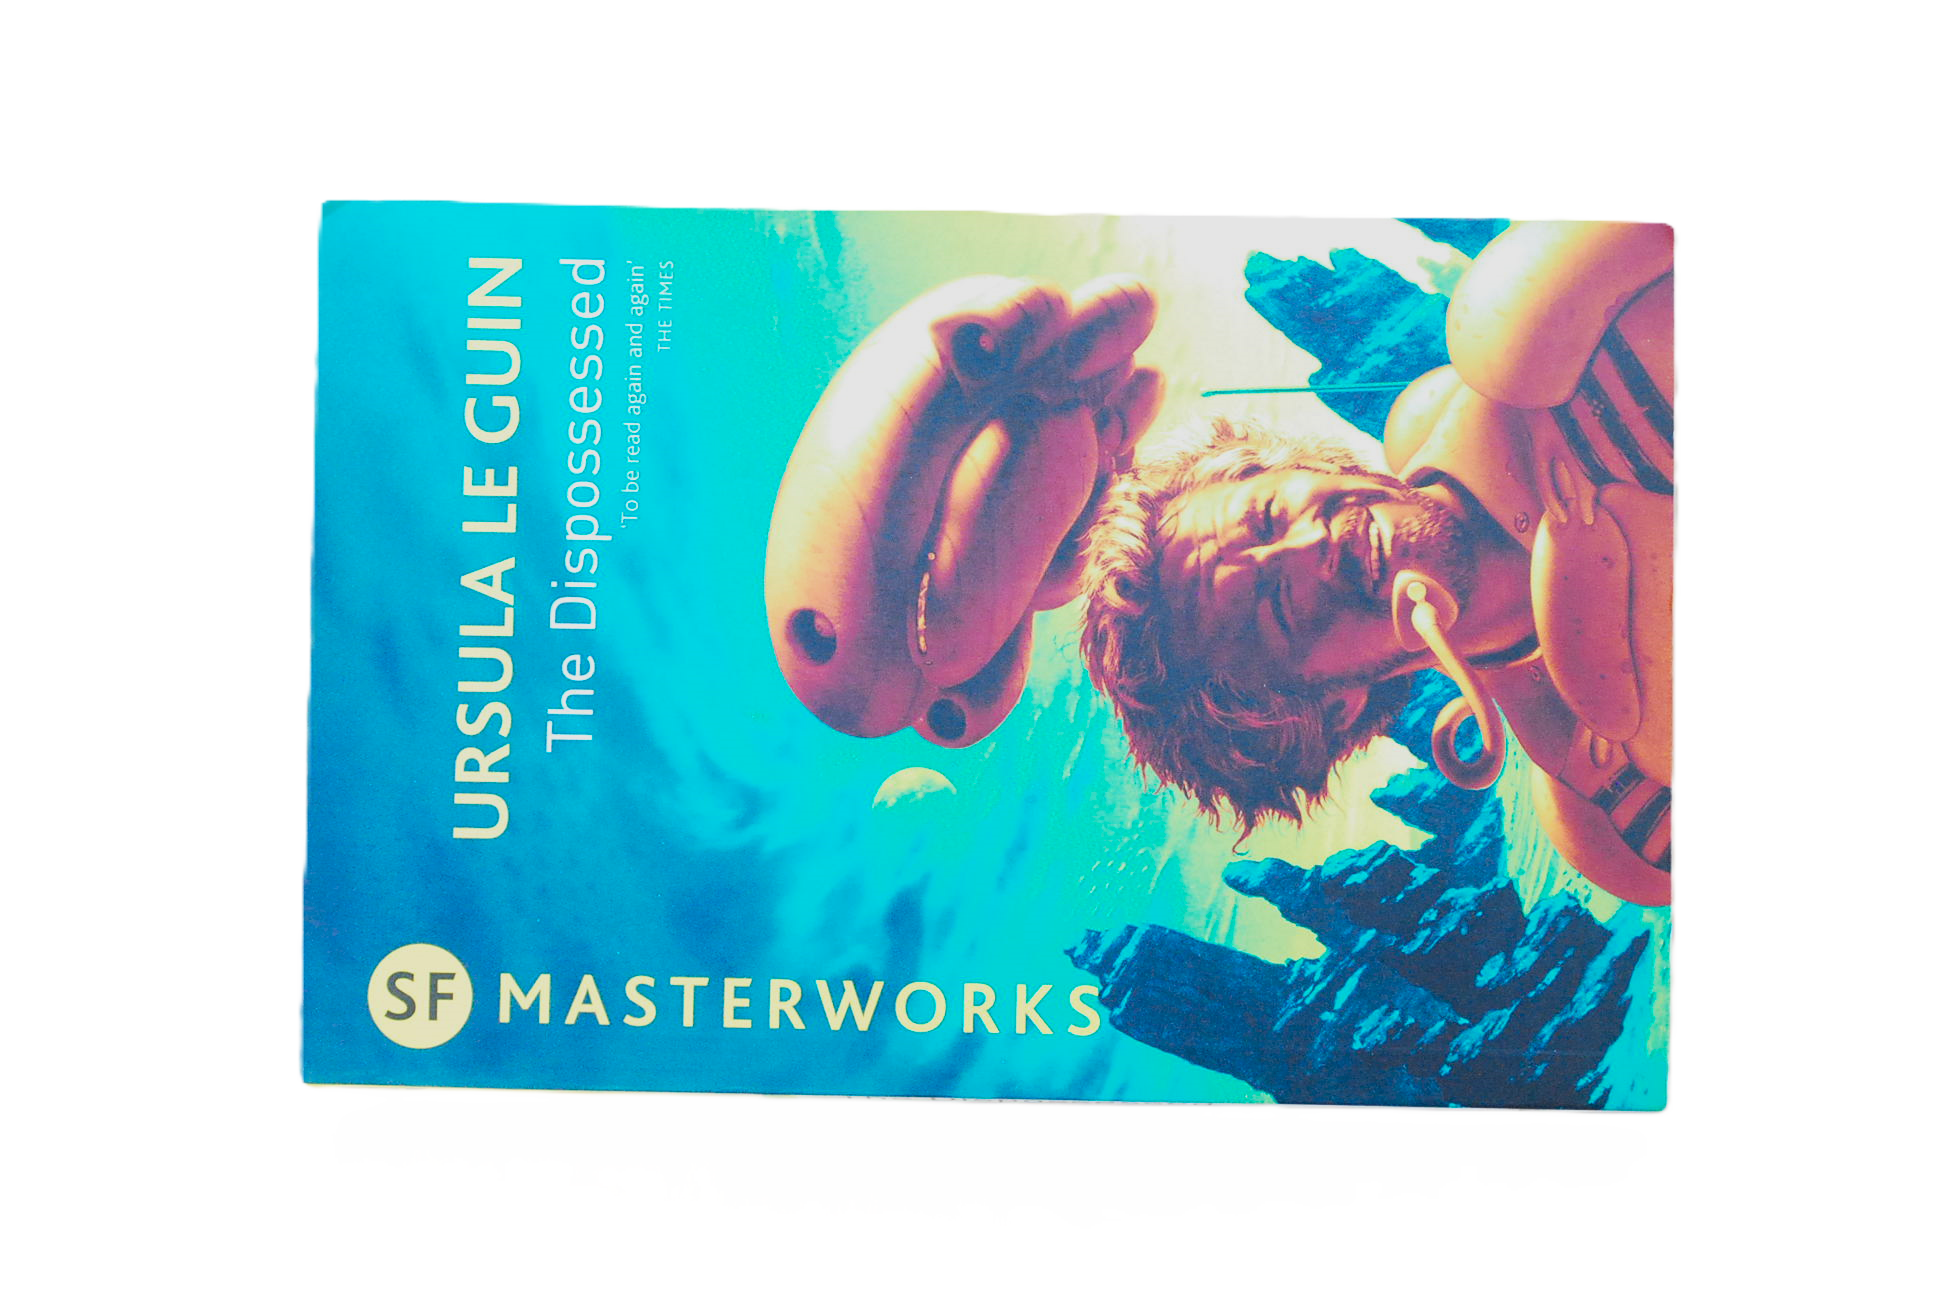 URSULA LE GUIN
The Dispossessed
'To be read again and again'
THE TIMES
SF MASTERWORKS